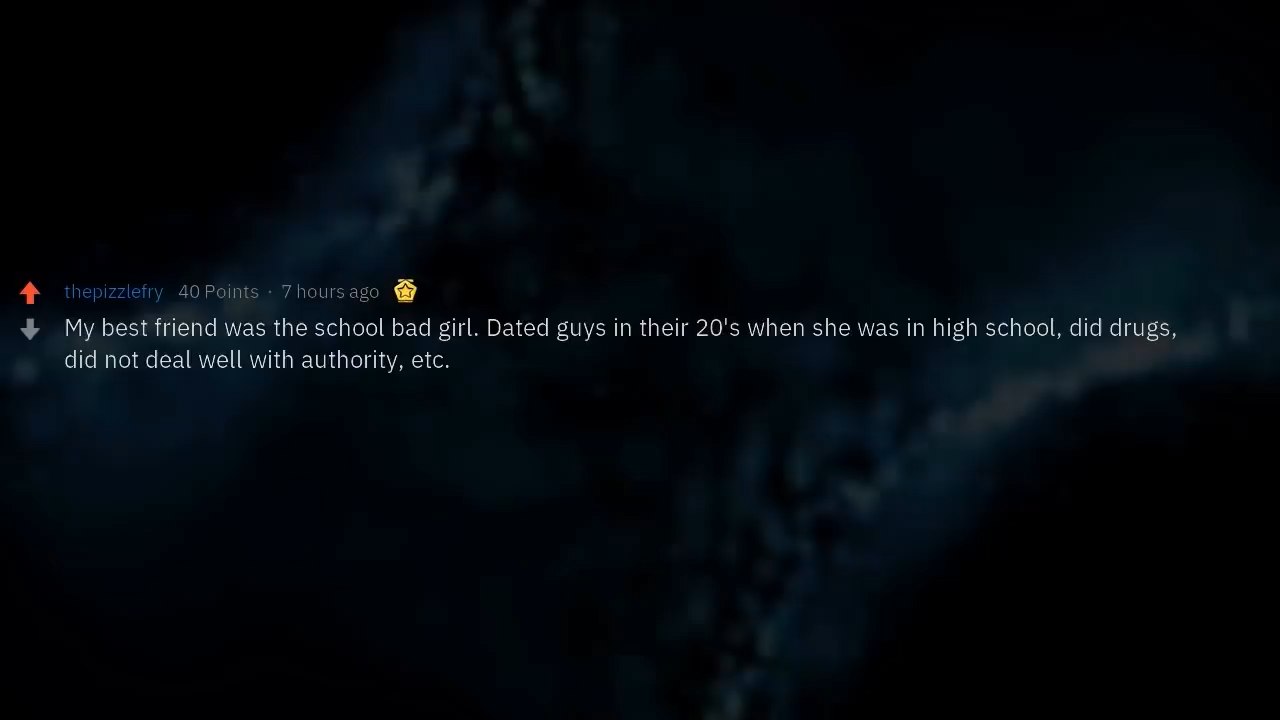 thepizzlefry 40 Points · 7 hours ago
My best friend was the school bad girl. Dated guys in their 20's when she was in high school, did drugs,
did not deal well with authority, etc.